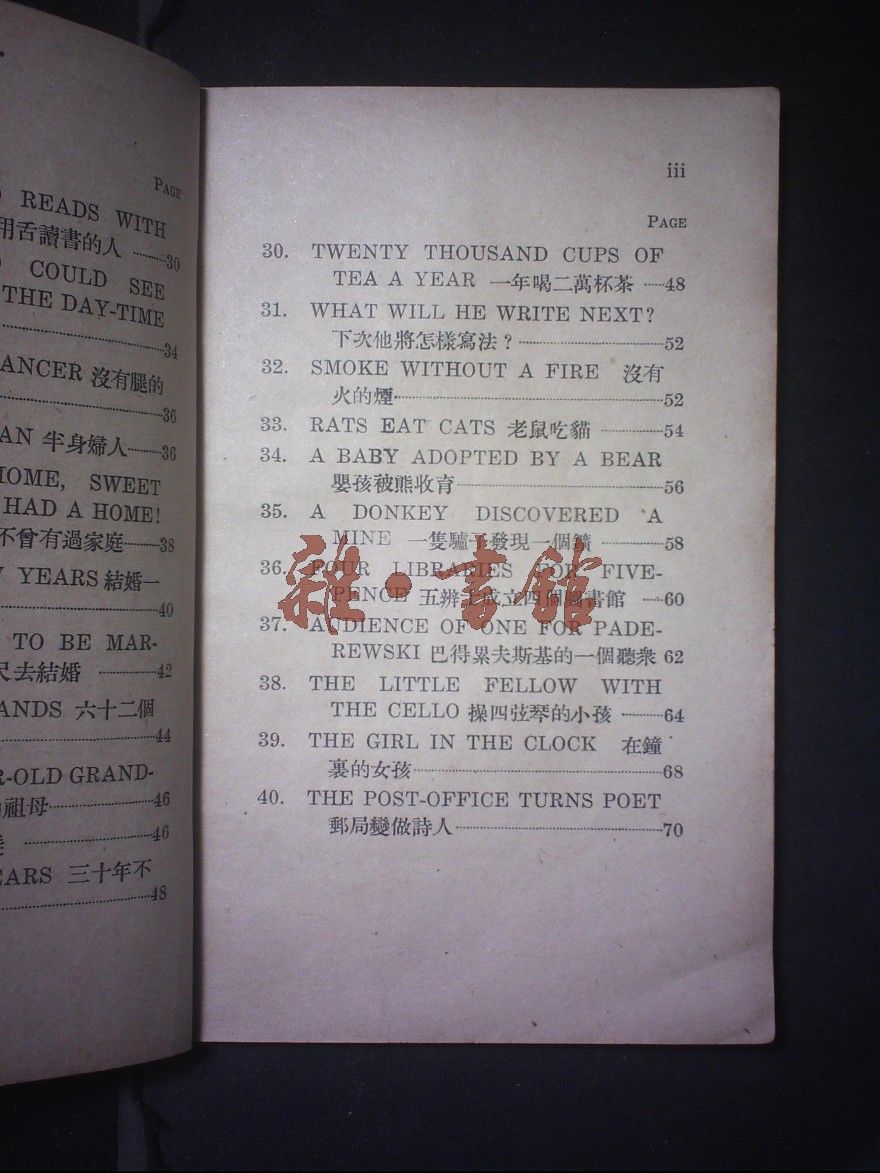 PAGE
READS WITH
用舌讀書的人 30
COULD SEE
THE DAY-TIME
34
ANCER 沒有腿的
36
AN 半身婦人 36
HOME, SWEET
HAD A HOME!
不曾有過家庭 38
YEARS 結婚一
40
TO BE MAR-
尺去結婚 42
ANDS 六十二個
44
R-OLD GRAND-
祖母 46
46
EARS 三十年不
48
iii
PAGE
30. TWENTY THOUSAND CUPS OF
TEA A YEAR 一年喝二萬杯茶 48
31. WHAT WILL HE WRITE NEXT?
下次他將怎樣寫法？ 52
32. SMOKE WITHOUT A FIRE 沒有
火的煙 52
33. RATS EAT CATS 老鼠吃貓 54
34. A BABY ADOPTED BY A BEAR
嬰孩被熊收育 56
35. A DONKEY DISCOVERED A
MINE 一隻驢子發現一個鑛 58
36. FOUR LIBRARIES FOR FIVE-
PENCE 五辨士成立四個圖書館 60
37. AUDIENCE OF ONE FOR PADE-
REWSKI 巴得累夫斯基的一個聽衆 62
38. THE LITTLE FELLOW WITH
THE CELLO 操四弦琴的小孩 64
39. THE GIRL IN THE CLOCK 在鐘
裏的女孩 68
40. THE POST-OFFICE TURNS POET
郵局變做詩人 70
雜·書館